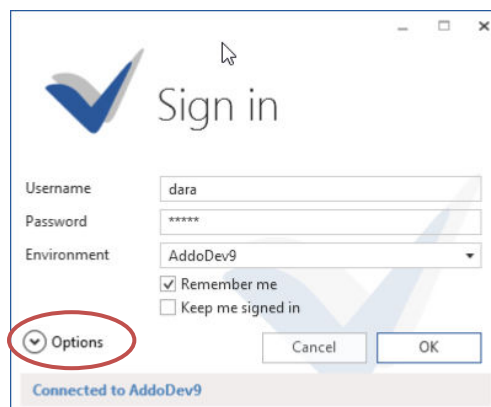 Sign in
Username dara
Password *****
Environment AddoDev9
Remember me
Keep me signed in
Options Cancel OK
Connected to AddoDev9